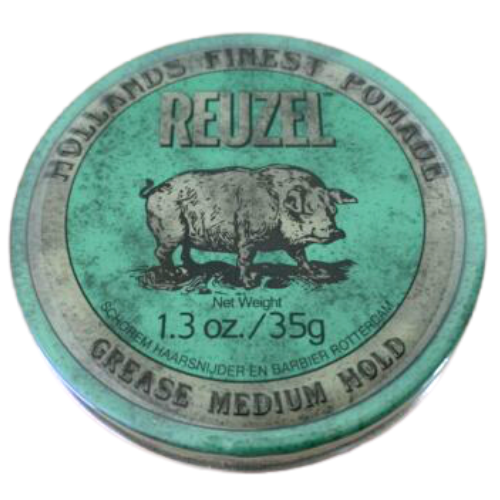 HOLLANDS FINEST POMADE
REUZEL
Net Weight
1.3 oz./35g
SCHOREM HAARSNIJDER EN BARBIER ROTTERDAM
GREASE MEDIUM HOLD